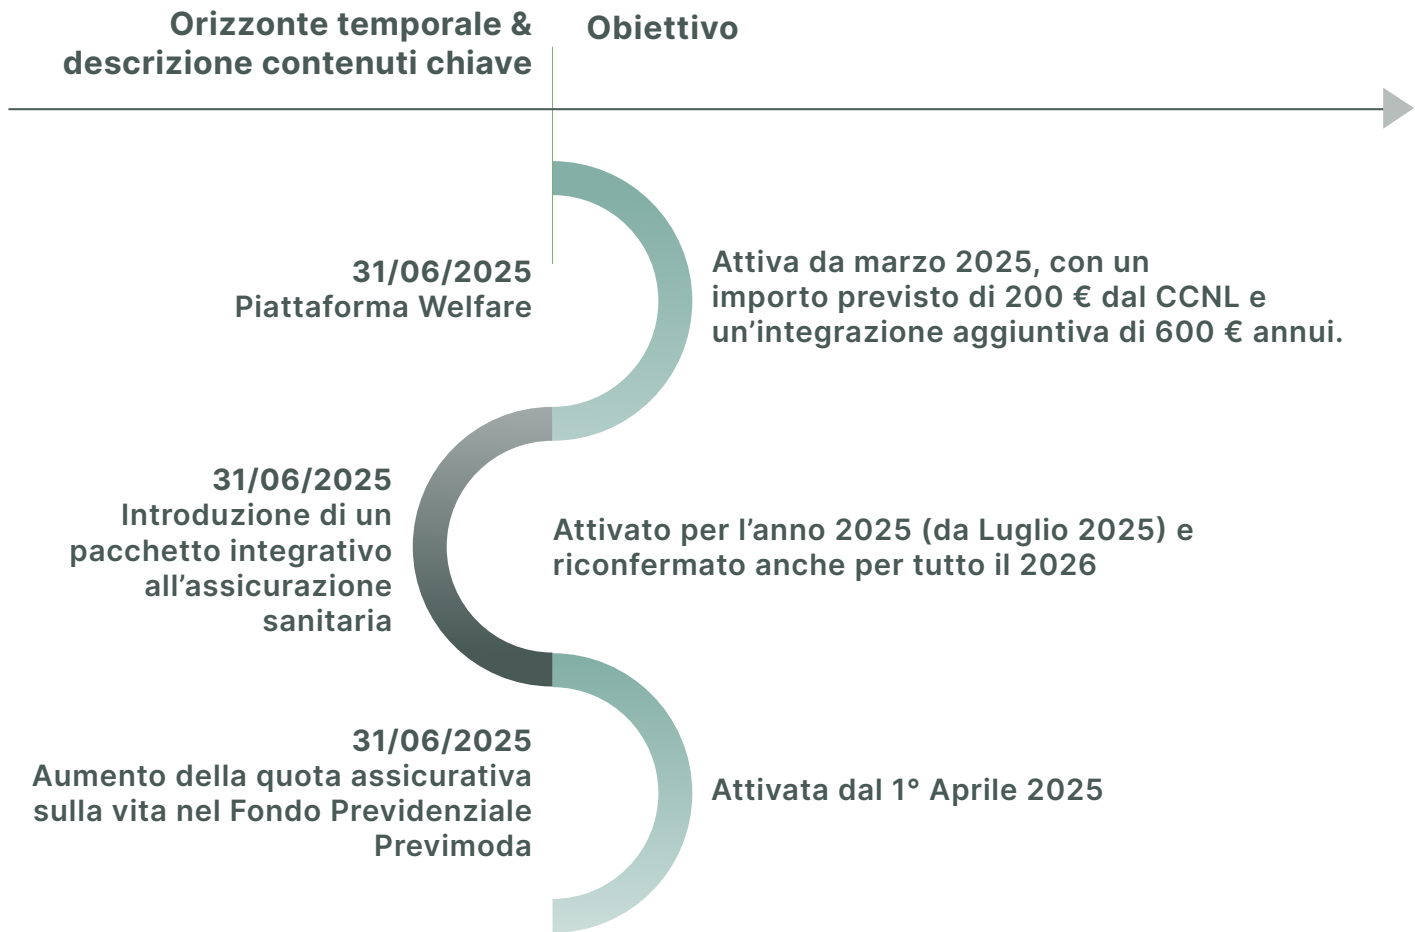 Orizzonte temporale &
descrizione contenuti chiave
Obiettivo
31/06/2025
Piattaforma Welfare
Attiva da marzo 2025, con un
importo previsto di 200 € dal CCNL e
un’integrazione aggiuntiva di 600 € annui.
31/06/2025
Introduzione di un
pacchetto integrativo
all’assicurazione
sanitaria
Attivato per l’anno 2025 (da Luglio 2025) e
riconfermato anche per tutto il 2026
31/06/2025
Aumento della quota assicurativa
sulla vita nel Fondo Previdenziale
Previmoda
Attivata dal 1° Aprile 2025